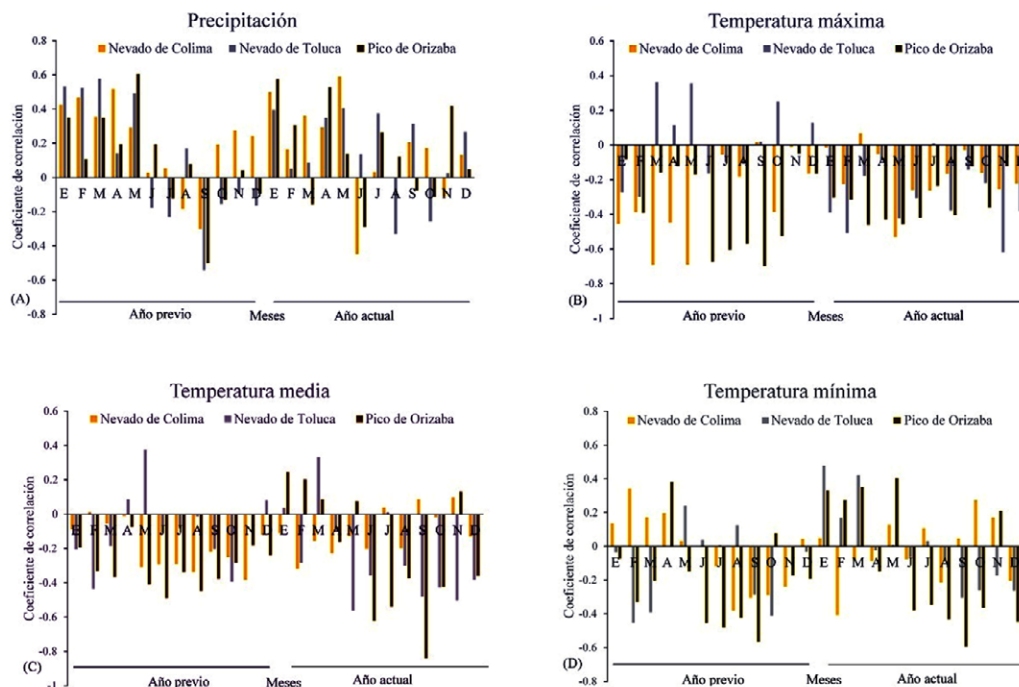 Precipitación
Nevado de Colima Nevado de Toluca Pico de Orizaba
Coeficiente de correlación
0.8
0.6
0.4
0.2
0
-0.2
-0.4
-0.6
-0.8
E F M A M J J A S O N D E F M A M J J A S O N D
(A)
Año previo Meses Año actual
Temperatura máxima
Nevado de Colima Nevado de Toluca Pico de Orizaba
Coeficiente de correlación
0.6
0.4
0.2
0
-0.2
-0.4
-0.6
-0.8
-1
E F M A M J J A S O N D E F M A M J J A S O N D
(B)
Año previo Meses Año actual
Temperatura media
Nevado de Colima Nevado de Toluca Pico de Orizaba
Coeficiente de correlación
0.6
0.4
0.2
0
-0.2
-0.4
-0.6
-0.8
-1
E F M A M J J A S O N D E F M A M J J A S O N D
(C)
Año previo Meses Año actual
Temperatura mínima
Nevado de Colima Nevado de Toluca Pico de Orizaba
Coeficiente de correlación
0.8
0.6
0.4
0.2
0
-0.2
-0.4
-0.6
-0.8
E F M A M J J A S O N D E F M A M J J A S O N D
(D)
Año previo Meses Año actual